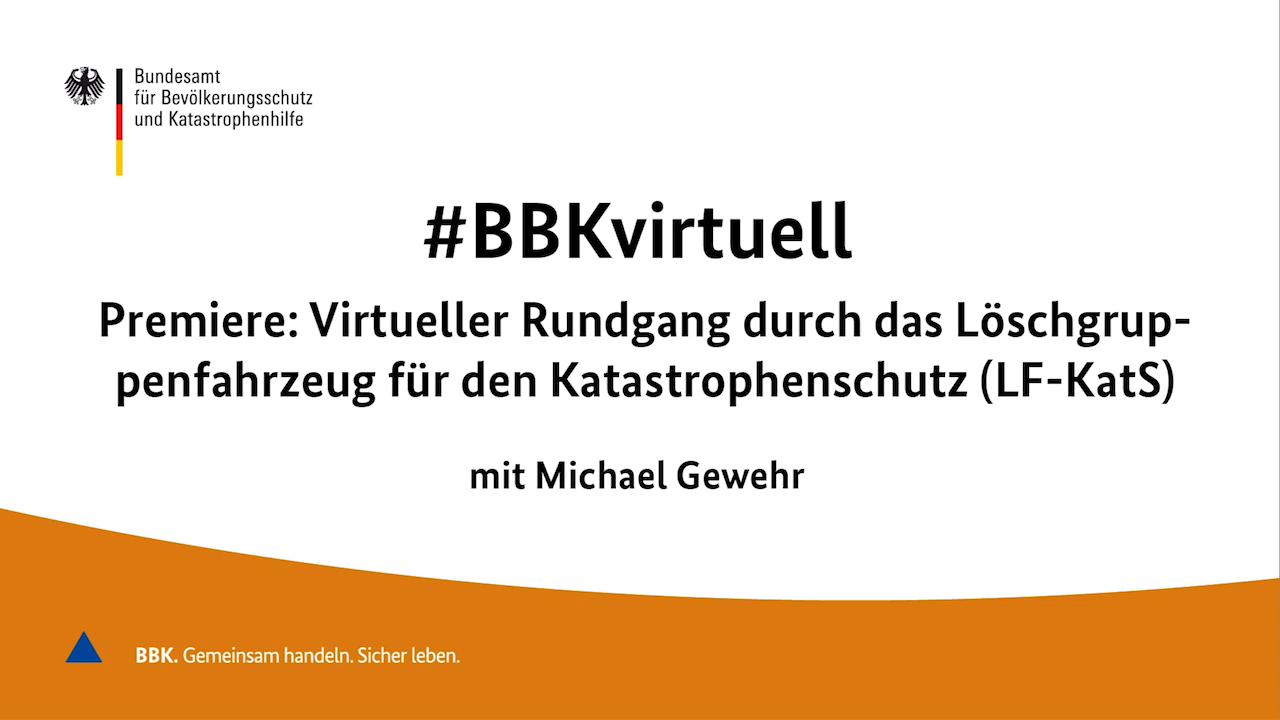 Bundesamt
für Bevölkerungsschutz
und Katastrophenhilfe
#BBKvirtuell
Premiere: Virtueller Rundgang durch das Löschgrup-
penfahrzeug für den Katastrophenschutz (LF-KatS)
mit Michael Gewehr
BBK. Gemeinsam handeln. Sicher leben.